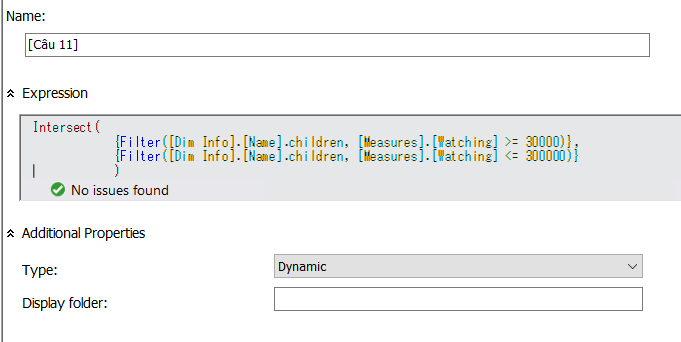 Name:
[Câu 11]
Expression
Intersect(
{Filter([Dim Info].[Name].children, [Measures].[Watching] >= 30000)},
{Filter([Dim Info].[Name].children, [Measures].[Watching] <= 300000)}
)
No issues found
Additional Properties
Type:
Dynamic
Display folder: